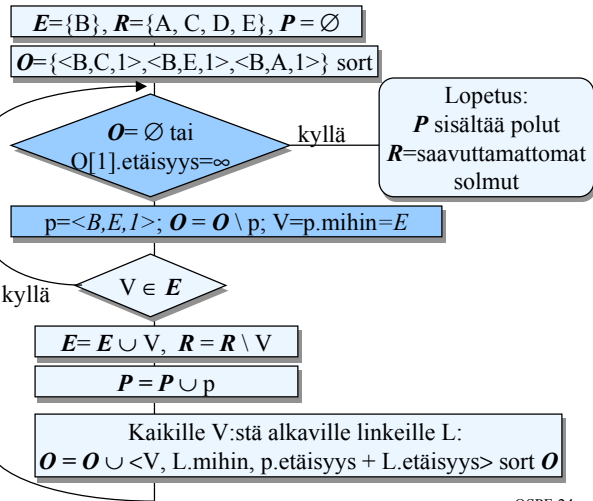 E={B}, R={A, C, D, E}, P = ∅
O={<B,C,1>,<B,E,1>,<B,A,1>} sort
O= ∅ tai
O[1].etäisyys=∞
kyllä
Lopetus:
P sisältää polut
R=saavuttamattomat
solmut
p=<B,E,1>; O = O \ p; V=p.mihin=E
V ∈ E
kyllä
E= E ∪ V, R = R \ V
P = P ∪ p
Kaikille V:stä alkaville linkeille L:
O = O ∪ <V, L.mihin, p.etäisyys + L.etäisyys> sort O